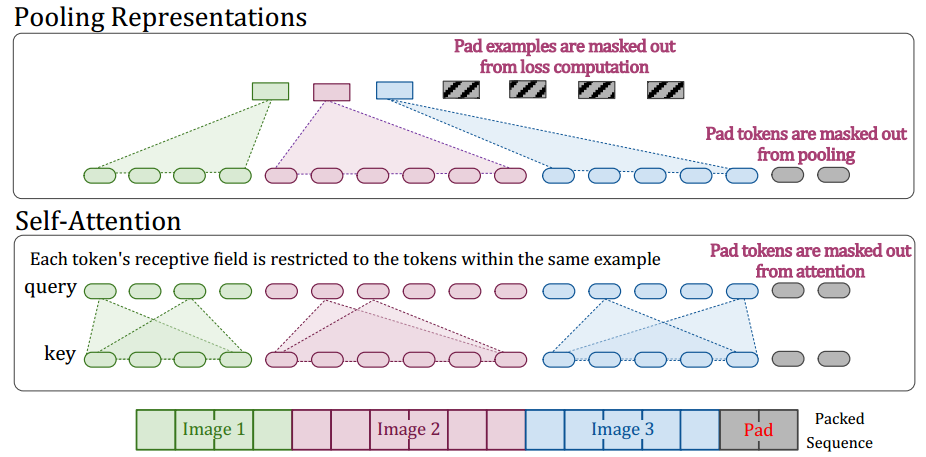 Pooling Representations
Pad examples are masked out
from loss computation
Pad tokens are masked out
from pooling
Self-Attention
Each token's receptive field is restricted to the tokens within the same example
Pad tokens are masked out
from attention
query
key
Image 1
Image 2
Image 3
Pad
Packed
Sequence